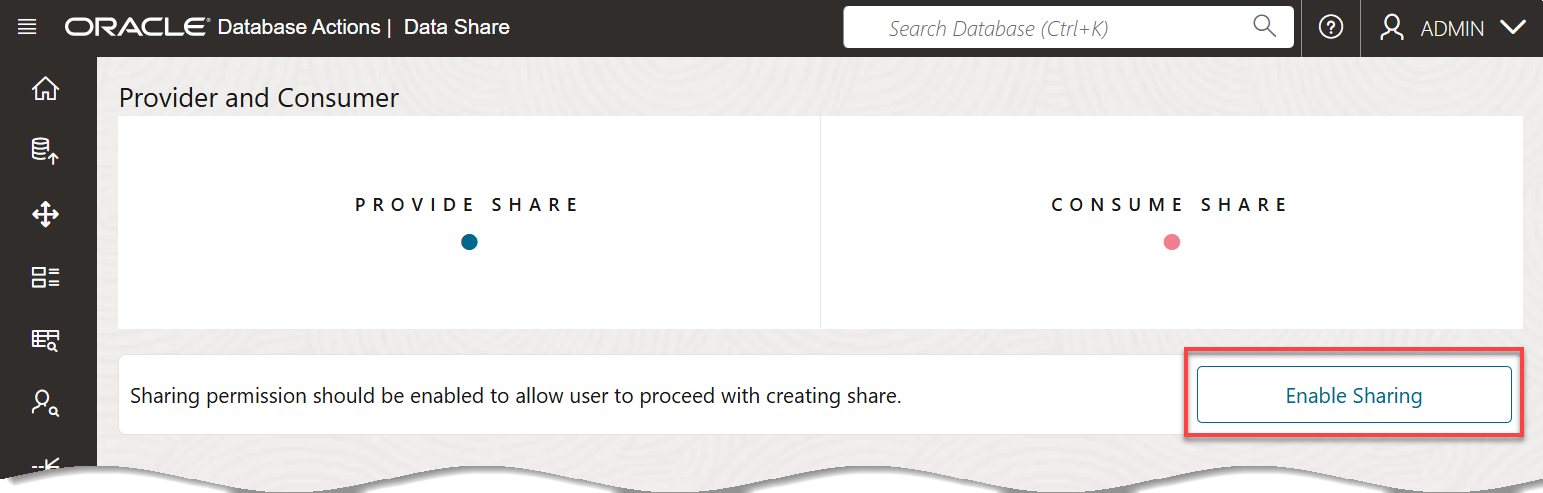 ORACLE® Database Actions | Data Share
Search Database (Ctrl+K)
ADMIN
Provider and Consumer
PROVIDE SHARE
CONSUME SHARE
Sharing permission should be enabled to allow user to proceed with creating share.
Enable Sharing